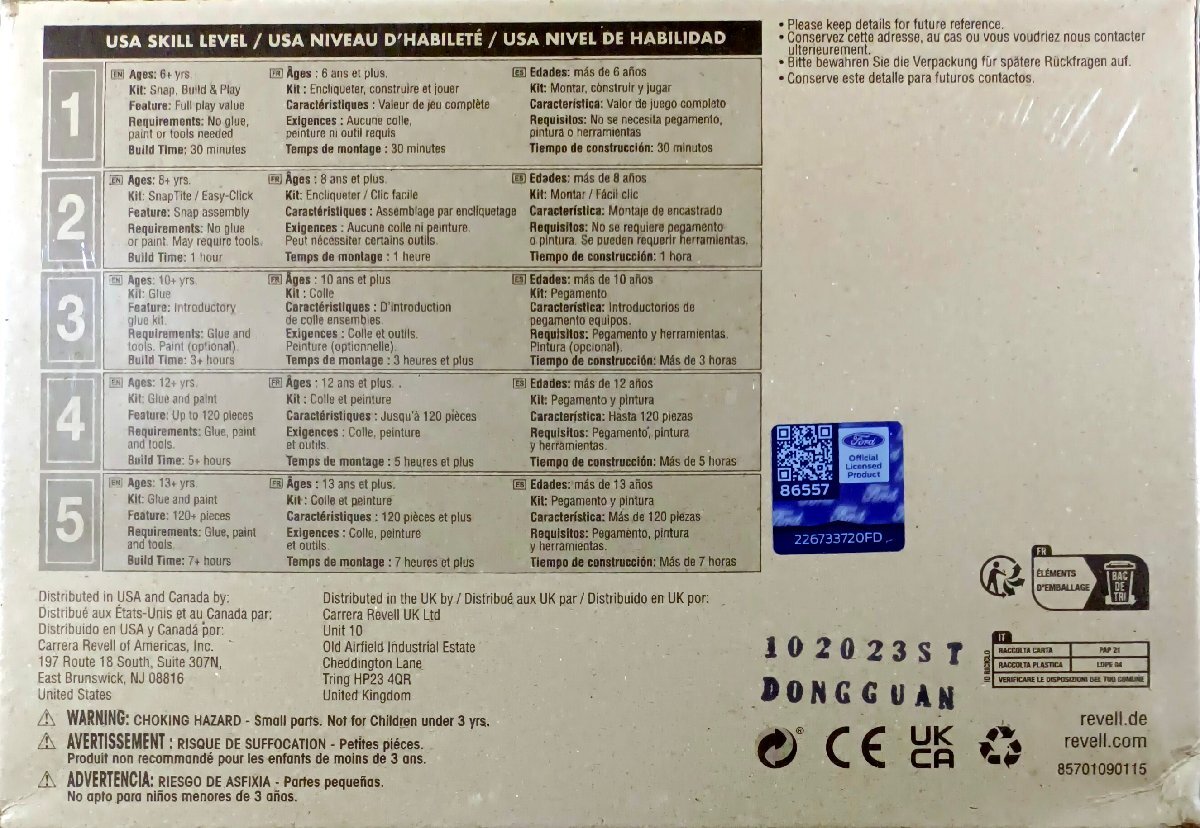 USA SKILL LEVEL / USA NIVEAU D'HABILETÉ / USA NIVEL DE HABILIDAD
1
EN Ages: 6+ yrs.
Kit: Snap, Build & Play
Feature: Full play value
Requirements: No glue,
paint or tools needed
Build Time: 30 minutes
FR Âges : 6 ans et plus.
Kit : Encliqueter, construire et jouer
Caractéristiques : Valeur de jeu complète
Exigences : Aucune colle,
peinture ni outil requis
Temps de montage : 30 minutes
ES Edades: más de 6 años
Kit: Montar, construir y jugar
Característica: Valor de juego completo
Requisitos: No se necesita pegamento,
pintura o herramientas
Tiempo de construcción: 30 minutos
2
EN Ages: 8+ yrs.
Kit: SnapTite / Easy-Click
Feature: Snap assembly
Requirements: No glue
or paint. May require tools.
Build Time: 1 hour
FR Âges : 8 ans et plus.
Kit : Encliqueter / Clic facile
Caractéristiques : Assemblage par encliquetage
Exigences : Aucune colle ni peinture.
Peut nécessiter certains outils.
Temps de montage : 1 heure
ES Edades: más de 8 años
Kit: Montar / Fácil clic
Característica: Montaje de encastrado
Requisitos: No se requiere pegamento
o pintura. Se pueden requerir herramientas.
Tiempo de construcción: 1 hora
3
EN Ages: 10+ yrs.
Kit: Glue
Feature: Introductory
glue kit.
Requirements: Glue and
tools. Paint (optional).
Build Time: 3+ hours
FR Âges : 10 ans et plus
Kit : Colle
Caractéristiques : D'introduction
de colle ensembles.
Exigences : Colle et outils.
Peinture (optionnelle).
Temps de montage : 3 heures et plus
ES Edades: más de 10 años
Kit: Pegamento
Característica: Introductorios de
pegamento equipos.
Requisitos: Pegamento y herramientas.
Pintura (opcional).
Tiempo de construcción: Más de 3 horas
4
EN Ages: 12+ yrs.
Kit: Glue and paint
Feature: Up to 120 pieces
Requirements: Glue, paint
and tools.
Build Time: 5+ hours
FR Âges : 12 ans et plus. .
Kit : Colle et peinture
Caractéristiques : Jusqu'à 120 pièces
Exigences : Colle, peinture
et outils.
Temps de montage : 5 heures et plus
ES Edades: más de 12 años
Kit: Pegamento y pintura
Característica: Hasta 120 piezas
Requisitos: Pegamento, pintura
y herramientas.
Tiempo de construcción: Más de 5 horas
5
EN Ages: 13+ yrs.
Kit: Glue and paint
Feature: 120+ pieces
Requirements: Glue, paint
and tools.
Build Time: 7+ hours
FR Âges : 13 ans et plus.
Kit : Colle et peinture
Caractéristiques : 120 pièces et plus
Exigences : Colle, peinture
et outils.
Temps de montage : 7 heures et plus
ES Edades: más de 13 años
Kit: Pegamento y pintura
Característica: Más de 120 piezas
Requisitos: Pegamento, pintura
y herramientas.
Tiempo de construcción: Más de 7 horas
• Please keep details for future reference.
• Conservez cette adresse, au cas ou vous voudriez nous contacter
ulterieurement.
• Bitte bewahren Sie die Verpackung für spätere Rückfragen auf.
• Conserve este detalle para futuros contactos.
Ford
Official
Licensed
Product
86557
Ford
Ford
226733720FD
Distributed in USA and Canada by:
Distribué aux États-Unis et au Canada par:
Distribuido en USA y Canadá por:
Carrera Revell of Americas, Inc.
197 Route 18 South, Suite 307N,
East Brunswick, NJ 08816
United States
Distributed in the UK by / Distribué aux UK par / Distribuido en UK por:
Carrera Revell UK Ltd
Unit 10
Old Airfield Industrial Estate
Cheddington Lane
Tring HP23 4QR
United Kingdom
WARNING: CHOKING HAZARD - Small parts. Not for Children under 3 yrs.
AVERTISSEMENT : RISQUE DE SUFFOCATION - Petites piéces.
Produit non recommandé pour les enfants de moins de 3 ans.
ADVERTENCIA: RIESGO DE ASFIXIA - Partes pequeñas.
No apto para niños menores de 3 años.
FR
ÉLÉMENTS
D'EMBALLAGE
BAC
DE
TRI
102023ST
DONGGUAN
IO RICICLO
IT
RACCOLTA CARTA PAP 21
RACCOLTA PLASTICA LDPE 04
VERIFICARE LE DISPOSIZIONI DEL TUO COMUNE
® CE UK
CA
revell.de
revell.com
85701090115